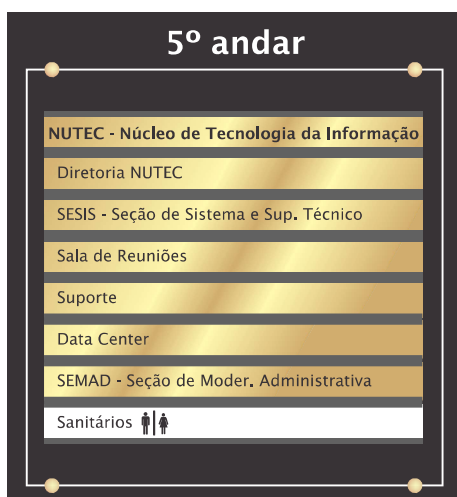 5º andar
NUTEC - Núcleo de Tecnologia da Informação
Diretoria NUTEC
SESIS - Seção de Sistema e Sup. Técnico
Sala de Reuniões
Suporte
Data Center
SEMAD - Seção de Moder. Administrativa
Sanitários